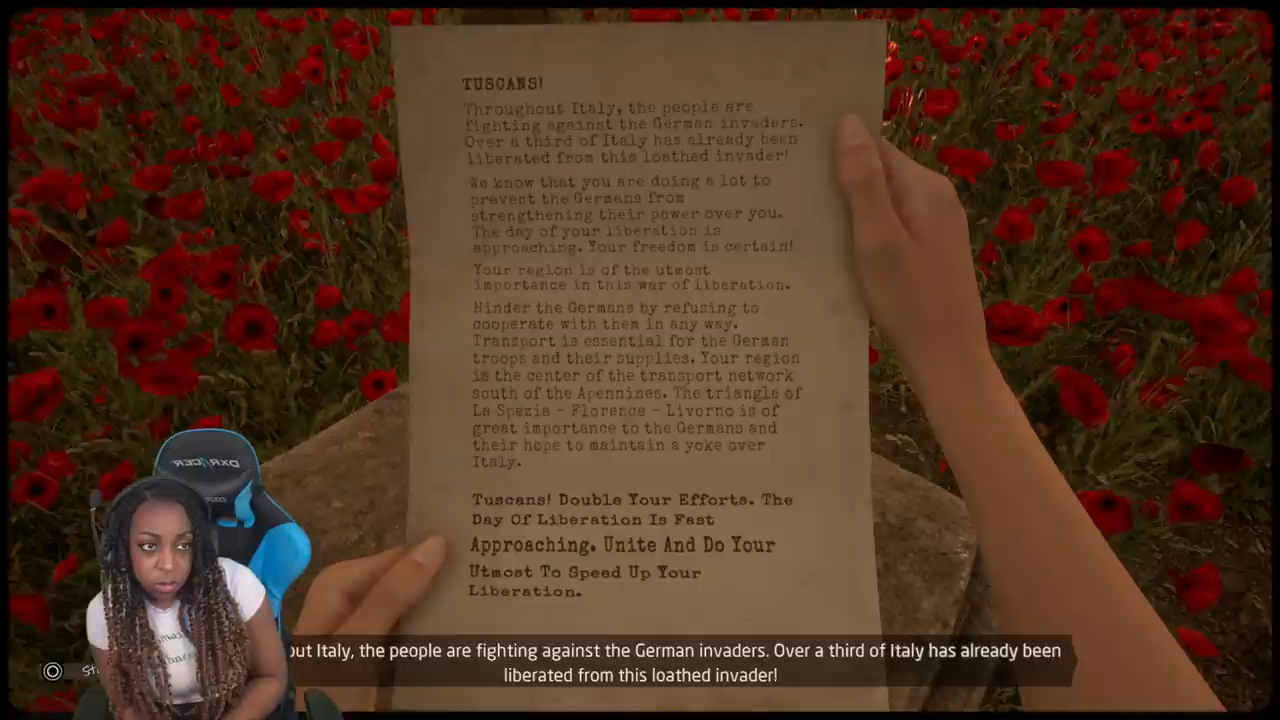 TUSCANS!
Throughout Italy, the people are
fighting against the German invaders.
Over a third of Italy has already been
liberated from this loathed invader!
We know that you are doing a lot to
prevent the Germans from
strengthening their power over you.
The day of your liberation is
approaching. Your freedom is certain!
Your region is of the utmost
importance in this war of liberation.
Hinder the Germans by refusing to
cooperate with them in any way.
Transport is essential for the German
troops and their supplies. Your region
is the center of the transport network
south of the Apennines. The triangle of
La Spezia - Florence - Livorno is of
great importance to the Germans and
their hope to maintain a yoke over
Italy.
Tuscans! Double Your Efforts. The
Day Of Liberation Is Fast
Approaching. Unite And Do Your
Utmost To Speed Up Your
Liberation.
DXRACER
out Italy, the people are fighting against the German invaders. Over a third of Italy has already been
liberated from this loathed invader!